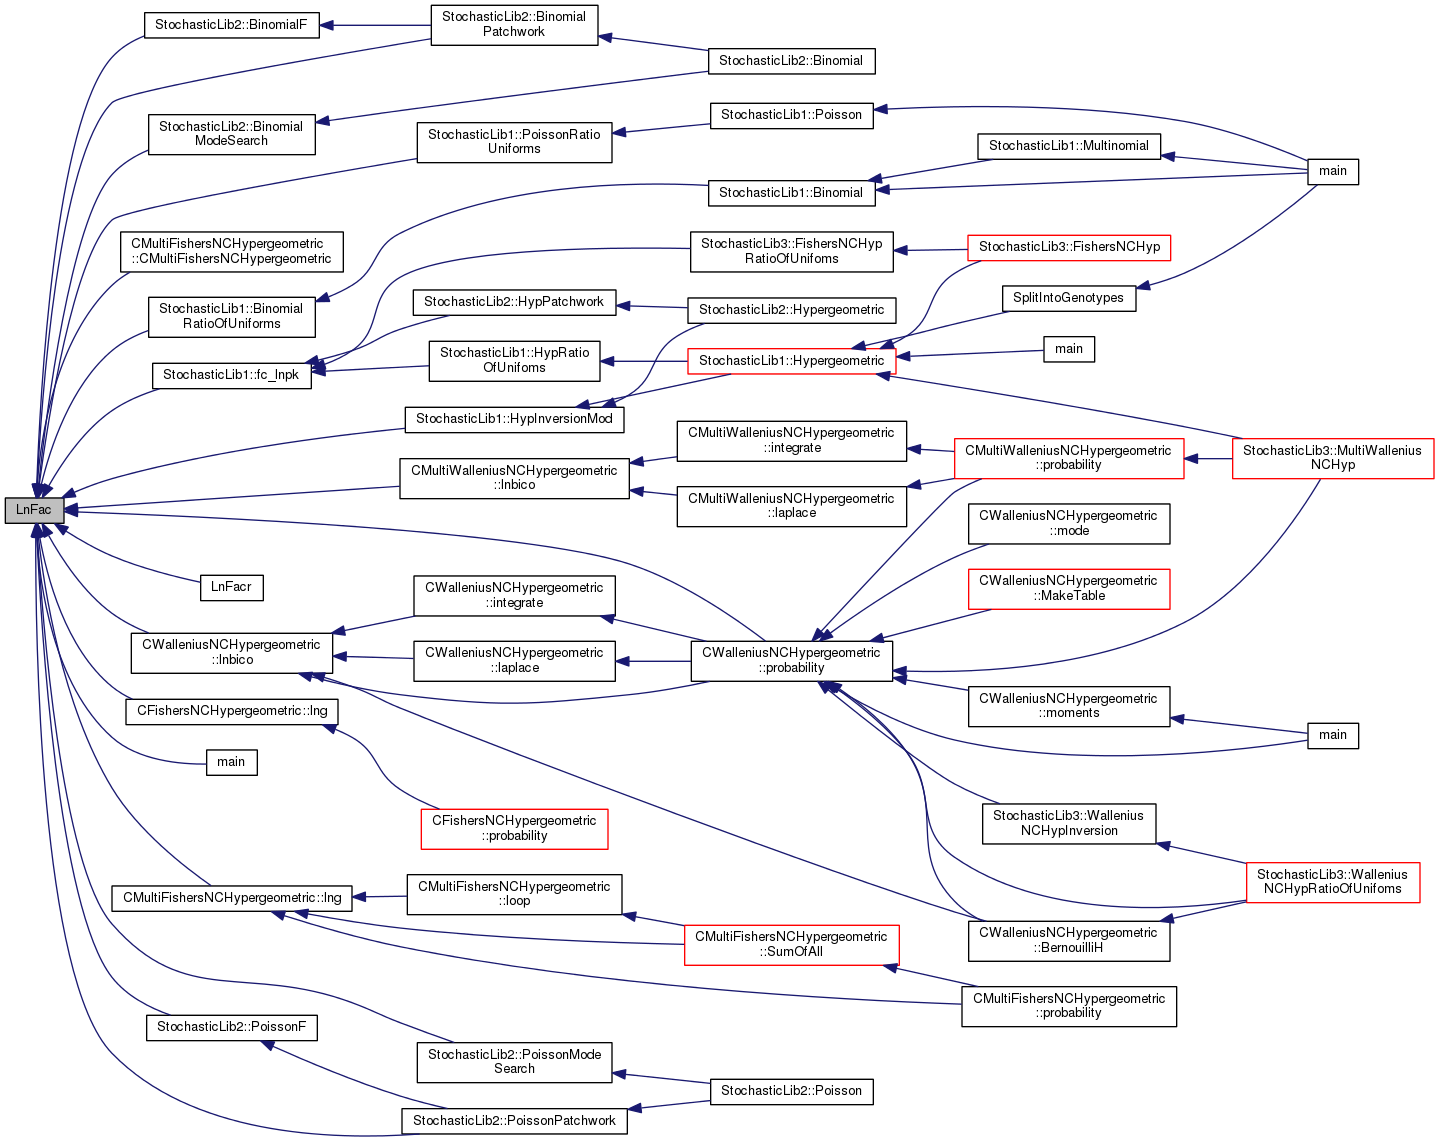 StochasticLib2::BinomialF
StochasticLib2::Binomial
Patchwork
StochasticLib2::Binomial
StochasticLib2::Binomial
ModeSearch
StochasticLib1::PoissonRatio
Uniforms
StochasticLib1::Poisson
StochasticLib1::Multinomial
main
StochasticLib1::Binomial
CMultiFishersNCHypergeometric
::CMultiFishersNCHypergeometric
StochasticLib3::FishersNCHyp
RatioOfUnifoms
StochasticLib3::FishersNCHyp
StochasticLib1::Binomial
RatioOfUniforms
StochasticLib2::HypPatchwork
StochasticLib2::Hypergeometric
SplitIntoGenotypes
StochasticLib1::fc_lnpk
StochasticLib1::HypRatio
OfUnifoms
StochasticLib1::Hypergeometric
main
StochasticLib1::HypInversionMod
CMultiWalleniusNCHypergeometric
::integrate
CMultiWalleniusNCHypergeometric
::lnbico
CMultiWalleniusNCHypergeometric
::probability
StochasticLib3::MultiWallenius
NCHyp
CMultiWalleniusNCHypergeometric
::laplace
LnFac
CWalleniusNCHypergeometric
::mode
LnFacr
CWalleniusNCHypergeometric
::integrate
CWalleniusNCHypergeometric
::MakeTable
CWalleniusNCHypergeometric
::lnbico
CWalleniusNCHypergeometric
::laplace
CWalleniusNCHypergeometric
::probability
CFishersNCHypergeometric::lng
CWalleniusNCHypergeometric
::moments
main
main
CFishersNCHypergeometric
::probability
StochasticLib3::Wallenius
NCHypInversion
CMultiFishersNCHypergeometric::lng
CMultiFishersNCHypergeometric
::loop
StochasticLib3::Wallenius
NCHypRatioOfUnifoms
CMultiFishersNCHypergeometric
::SumOfAll
CWalleniusNCHypergeometric
::BernouilliH
CMultiFishersNCHypergeometric
::probability
StochasticLib2::PoissonF
StochasticLib2::PoissonMode
Search
StochasticLib2::Poisson
StochasticLib2::PoissonPatchwork